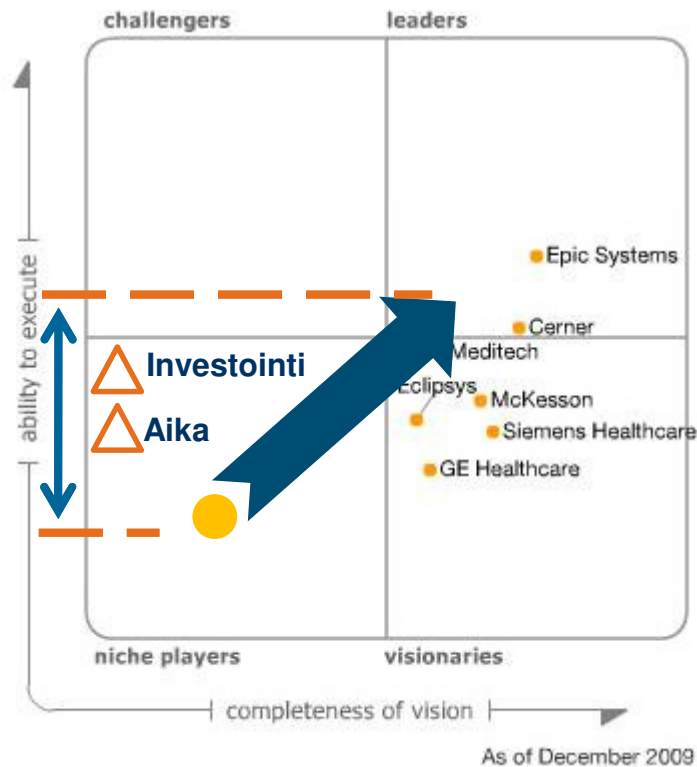 challengers
leaders
Epic Systems
Cerner
Meditech
Eclipsys
McKesson
Siemens Healthcare
GE Healthcare
ability to execute
Investointi
Aika
niche players
visionaries
completeness of vision
As of December 2009